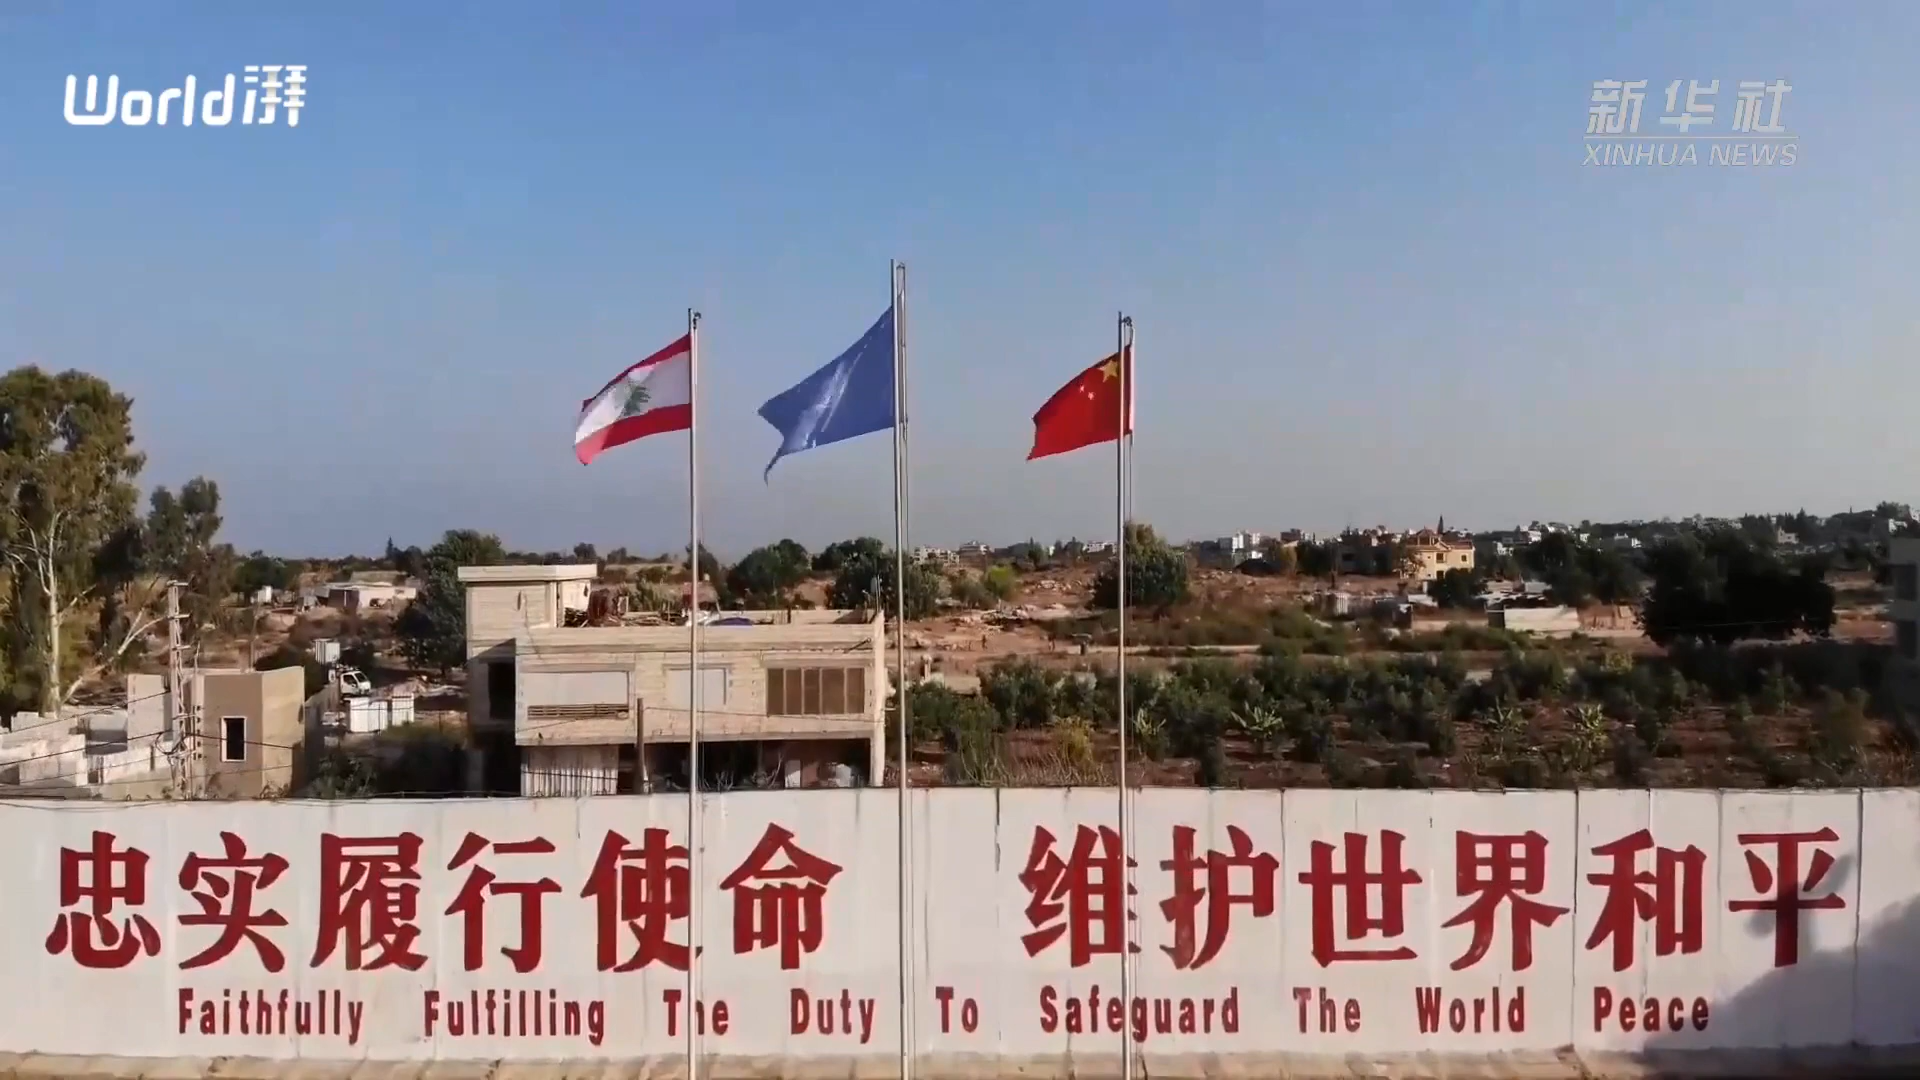 World湃
新华社
XINHUA NEWS
忠实履行使命 维护世界和平
Faithfully Fulfilling The Duty To Safeguard The World Peace